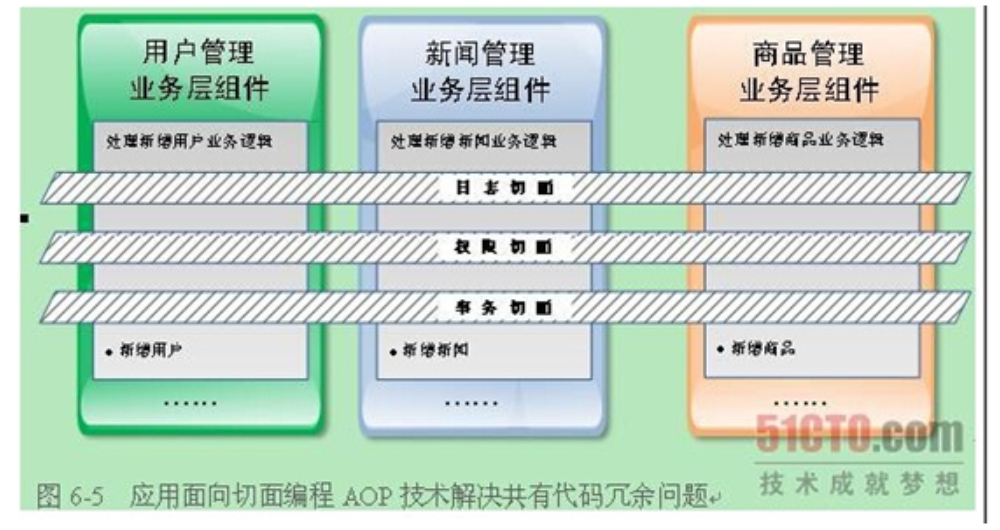 用户管理
业务层组件
新闻管理
业务层组件
商品管理
业务层组件
处理新增用户业务逻辑
处理新增新闻业务逻辑
处理新增商品业务逻辑
日志切面
权限切面
事务切面
• 新增用户
• 新增新闻
• 新增商品
······
······
······
51CTO.com
技术成就梦想
图 6-5 应用面向切面编程 AOP 技术解决共有代码冗余问题